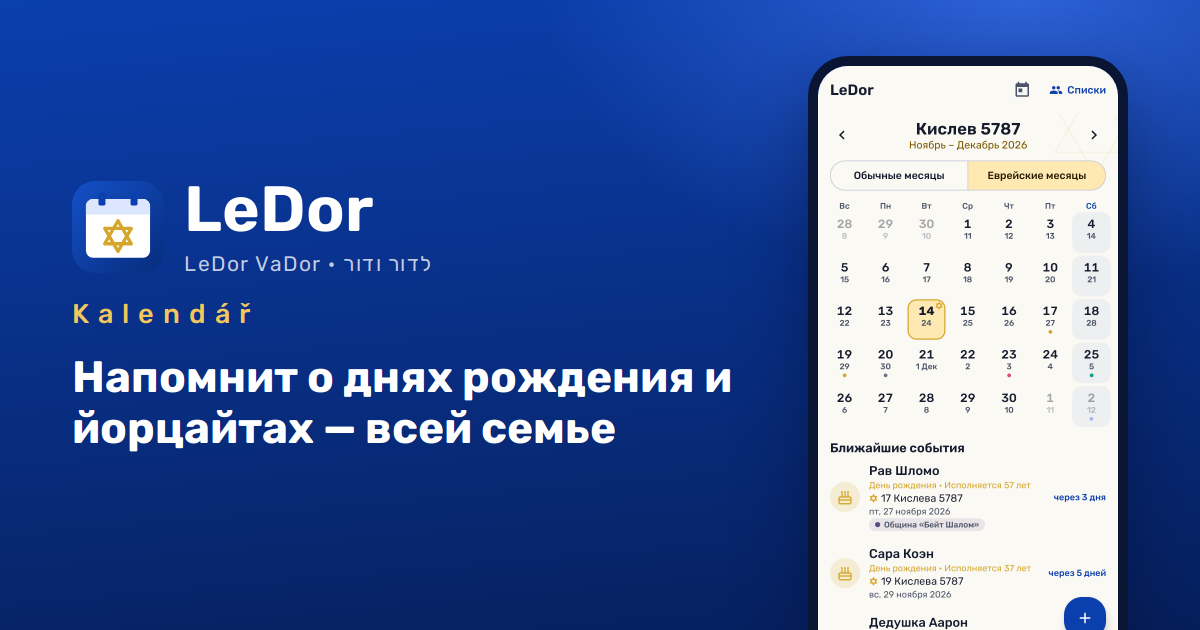 LeDor
LeDor VaDor • לדור ודור
Kalendář
Напомнит о днях рождения и
йорцайтах — всей семье
LeDor
Списки
Кислев 5787
Ноябрь – Декабрь 2026
Обычные месяцы Еврейские месяцы
Вс Пн Вт Ср Чт Пт Сб
28 29 30 1 2 3 4
8 9 10 11 12 13 14
5 6 7 8 9 10 11
15 16 17 18 19 20 21
12 13 14 15 16 17 18
22 23 24 25 26 27 28
19 20 21 22 23 24 25
29 30 1 Дек 2 3 4 5
26 27 28 29 30 1 2
6 7 8 9 10 11 12
Ближайшие события
Рав Шломо
День рождения • Исполняется 57 лет
17 Кислева 5787
через 3 дня
пт, 27 ноября 2026
Община «Бейт Шалом»
Сара Коэн
День рождения • Исполняется 37 лет
через 5 дней
19 Кислева 5787
вс, 29 ноября 2026
Дедушка Аарон
+